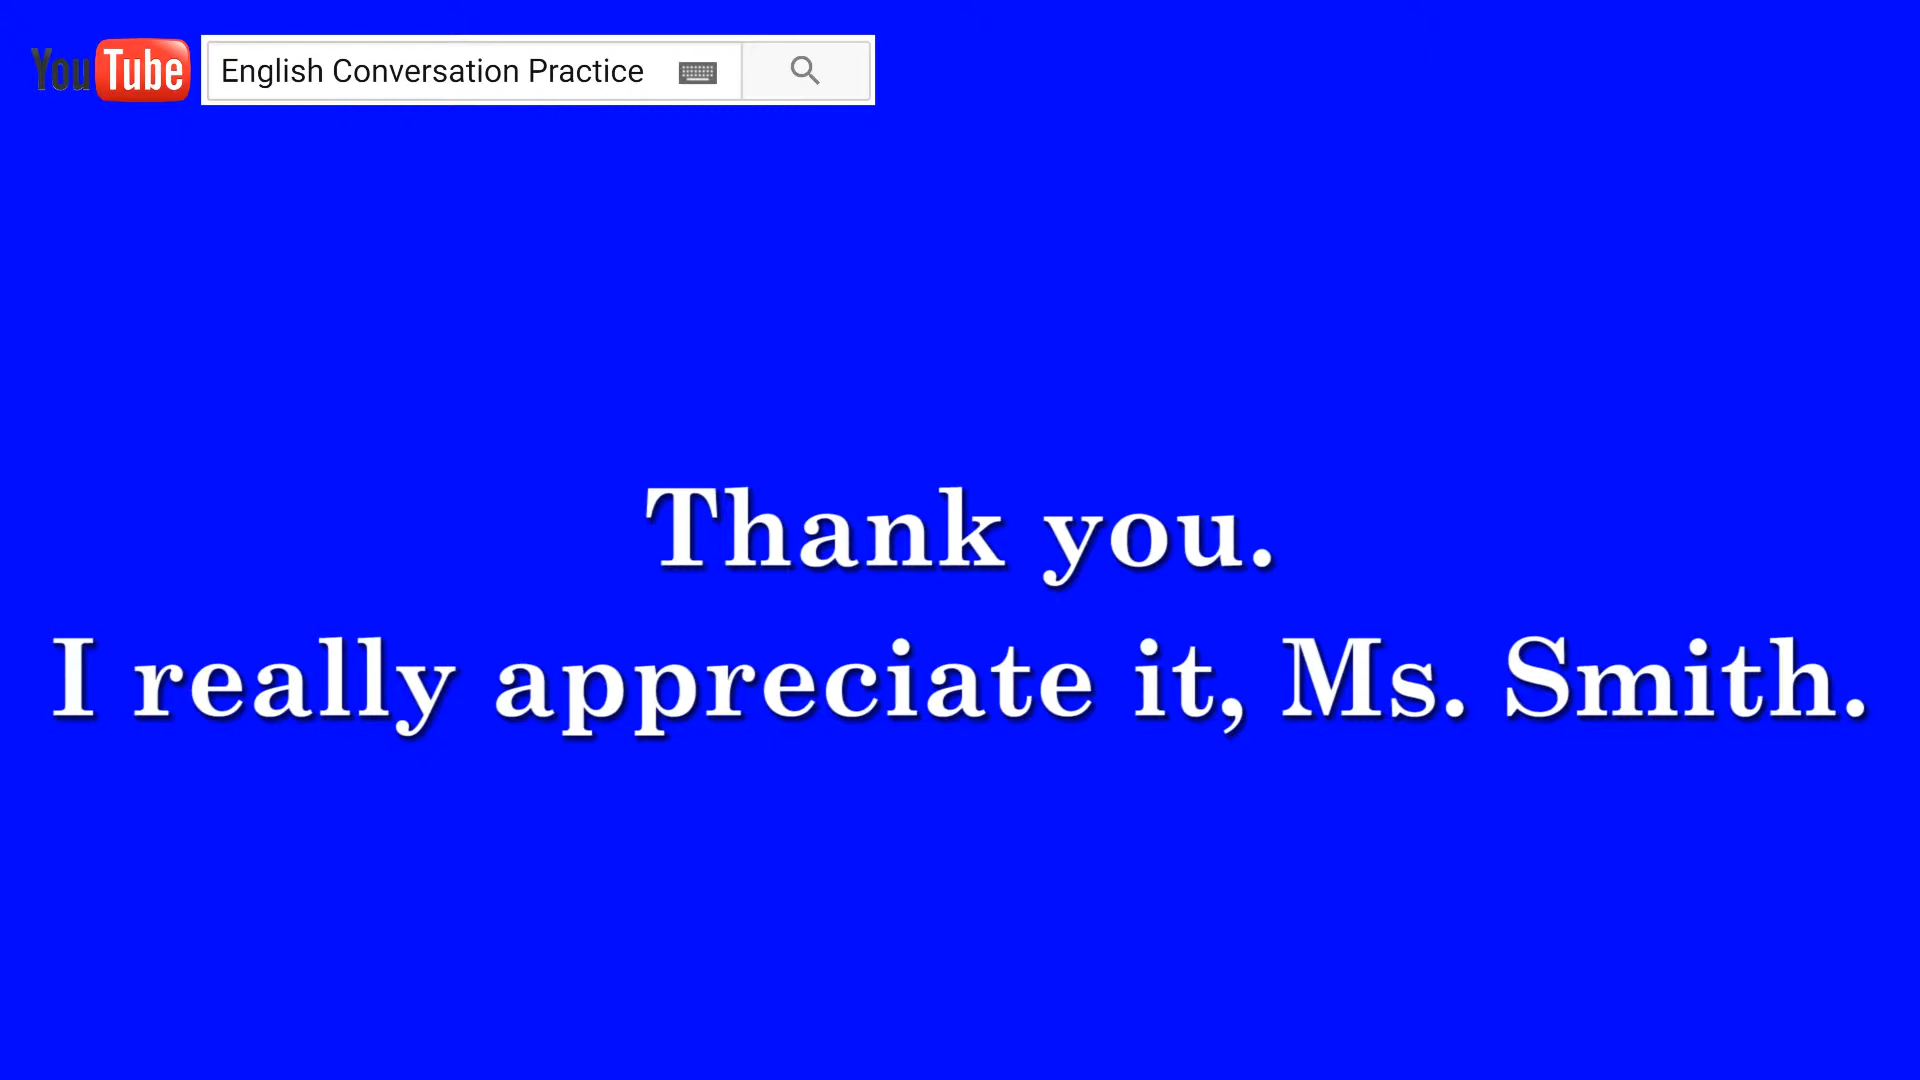 YouTube English Conversation Practice
Thank you.
I really appreciate it, Ms. Smith.